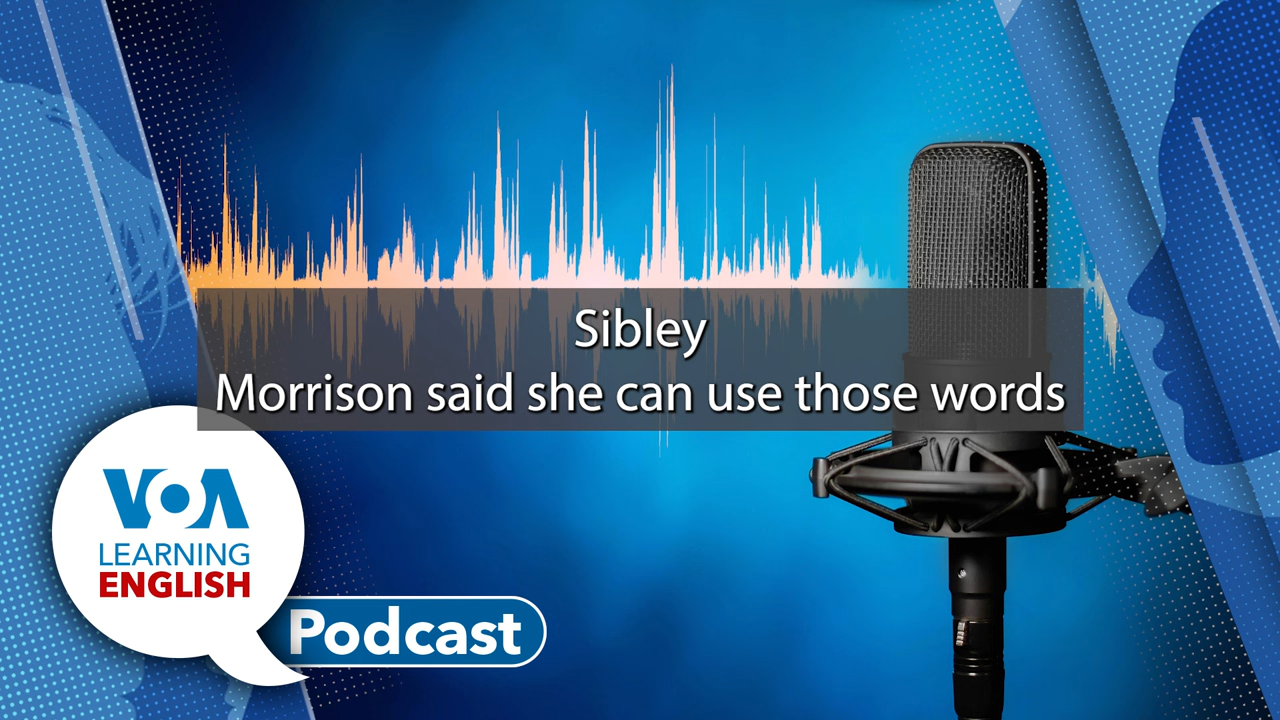 Sibley
Morrison said she can use those words
VOA
LEARNING
ENGLISH
Podcast